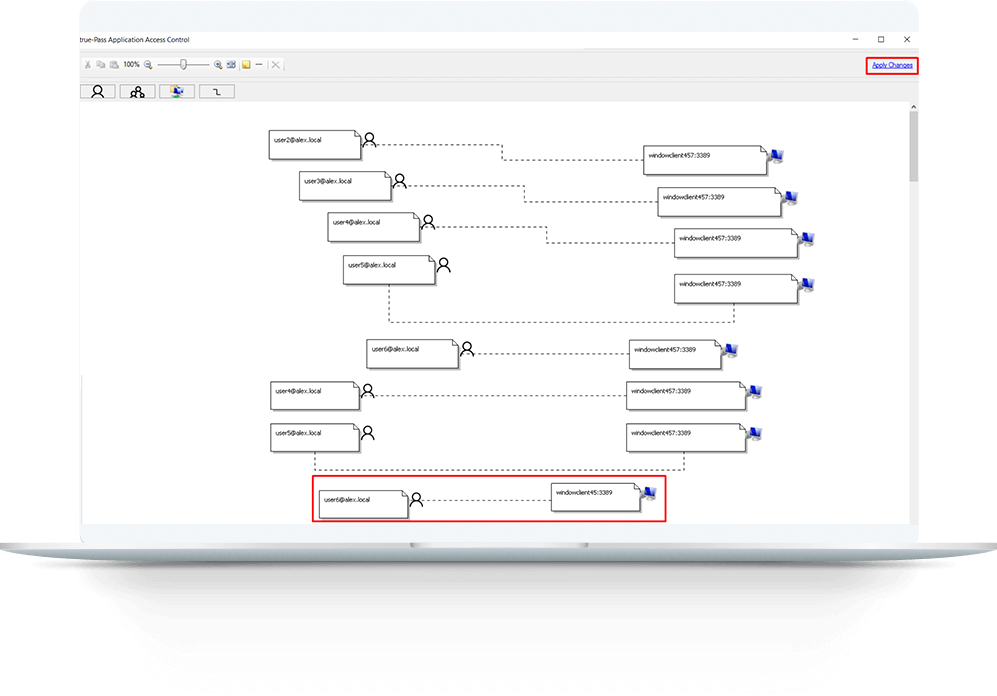 true-Pass Application Access Control
100%
Apply Changes
user2@alex.local
windowclient457:3389
user3@alex.local
windowclient457:3389
user4@alex.local
windowclient457:3389
user5@alex.local
windowclient457:3389
user6@alex.local
windowclient457:3389
user4@alex.local
windowclient457:3389
user5@alex.local
windowclient457:3389
user6@alex.local
windowclient45:3389